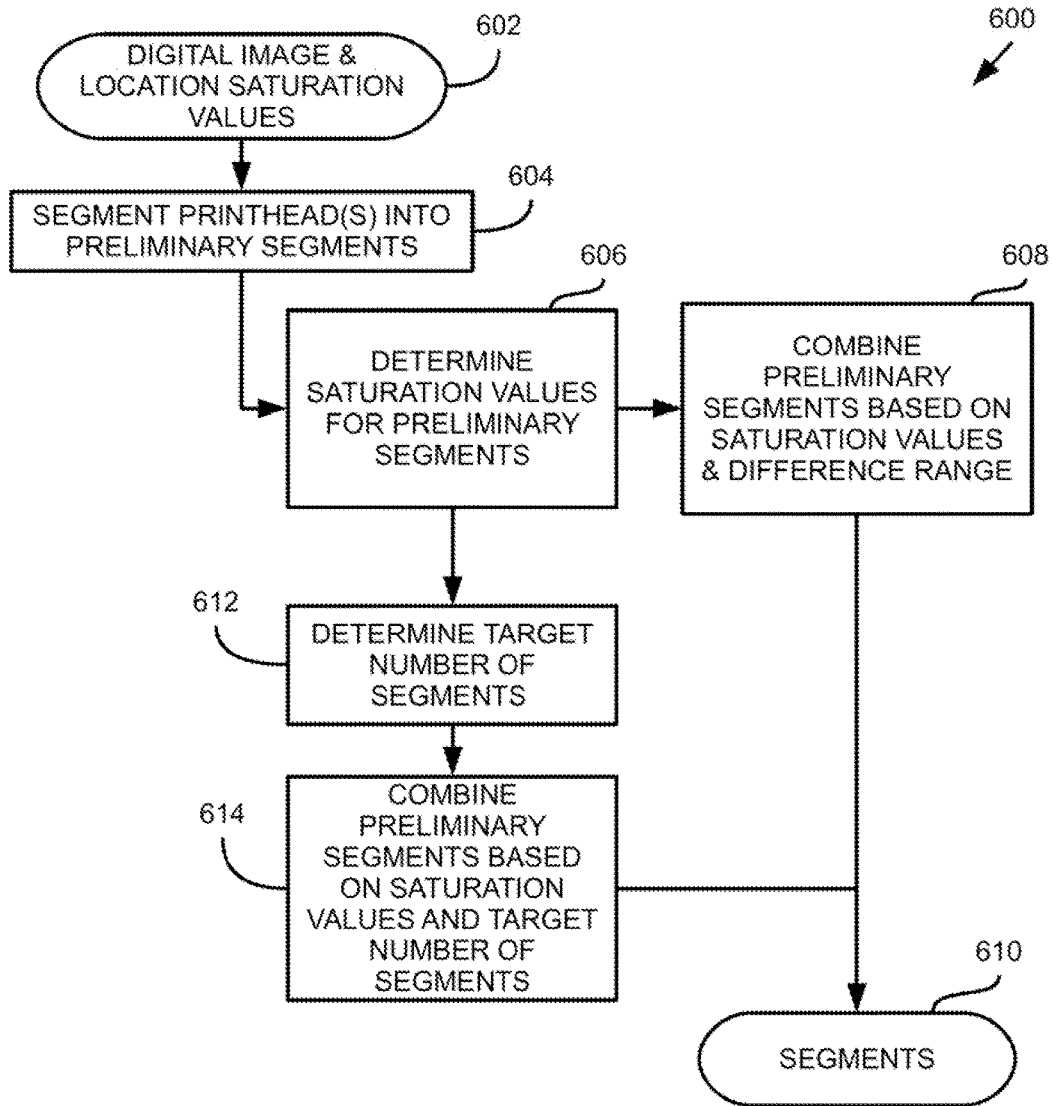 600
602
DIGITAL IMAGE &
LOCATION SATURATION
VALUES
604
SEGMENT PRINTHEAD(S) INTO
PRELIMINARY SEGMENTS
606
608
DETERMINE
SATURATION VALUES
FOR PRELIMINARY
SEGMENTS
COMBINE
PRELIMINARY
SEGMENTS BASED ON
SATURATION VALUES
& DIFFERENCE RANGE
612
DETERMINE TARGET
NUMBER OF
SEGMENTS
614
COMBINE
PRELIMINARY
SEGMENTS BASED
ON SATURATION
VALUES AND TARGET
NUMBER OF
SEGMENTS
610
SEGMENTS